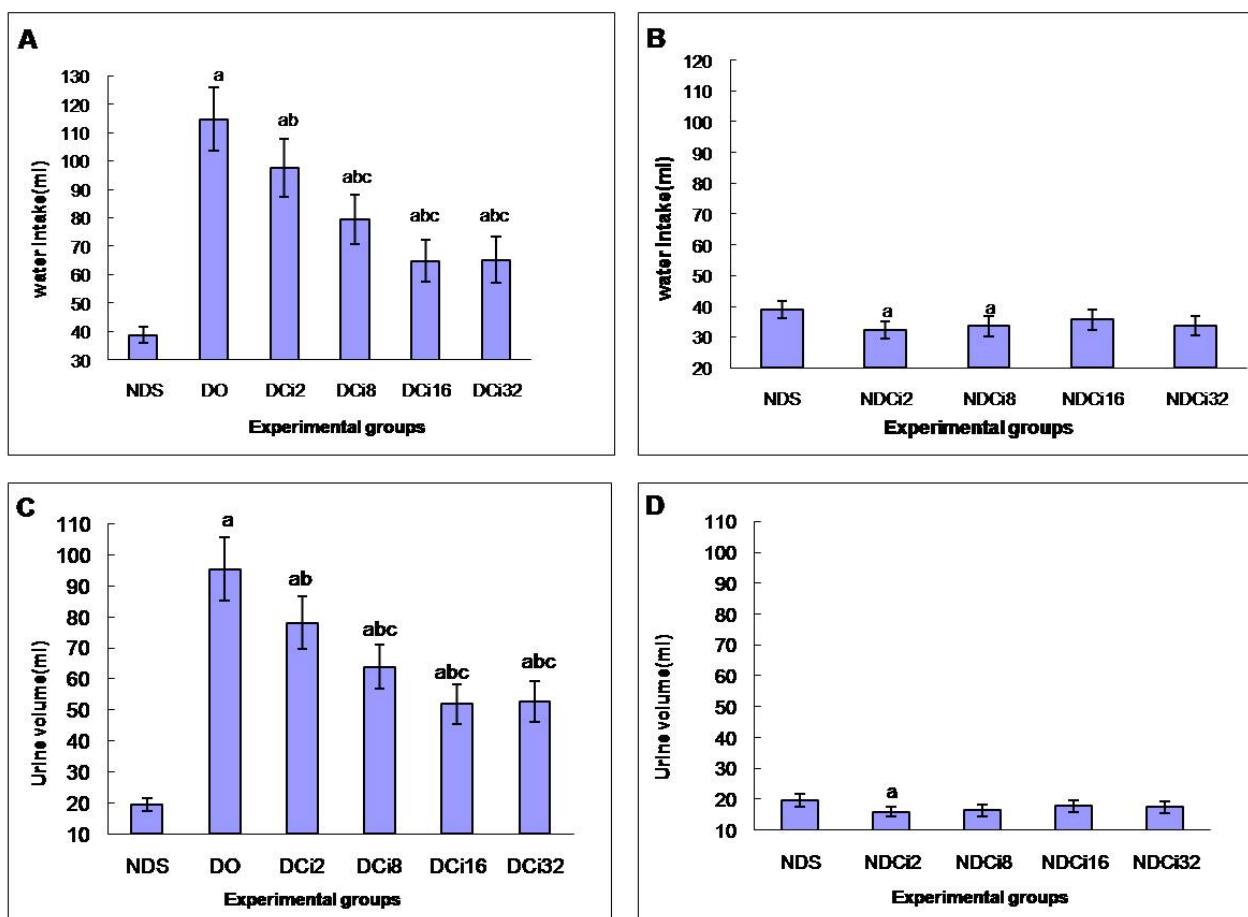 A
water intake(ml)
130
120
110
100
90
80
70
60
50
40
30
a
ab
abc
abc
abc
NDS DO DCi2 DCi8 DCi16 DCi32
Experimental groups
B
water intake(ml)
120
110
100
90
80
70
60
50
40
30
20
a
a
NDS NDCi2 NDCi8 NDCi16 NDCi32
Experimental groups
C
Urine volume(ml)
110
100
90
80
70
60
50
40
30
20
10
a
ab
abc
abc
abc
NDS DO DCi2 DCi8 DCi16 DCi32
Experimental groups
D
Urine volume(ml)
110
100
90
80
70
60
50
40
30
20
10
a
NDS NDCi2 NDCi8 NDCi16 NDCi32
Experimental groups